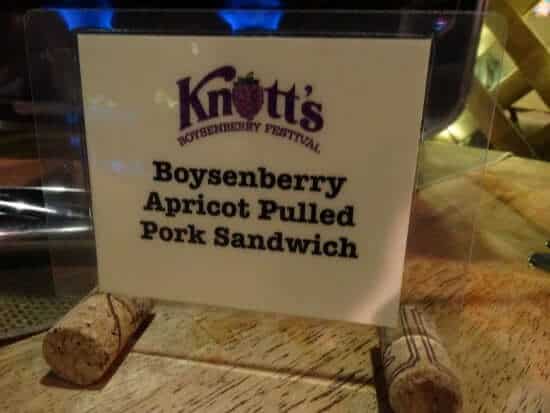 Knott's
BOYSENBERRY FESTIVAL
Boysenberry
Apricot Pulled
Pork Sandwich